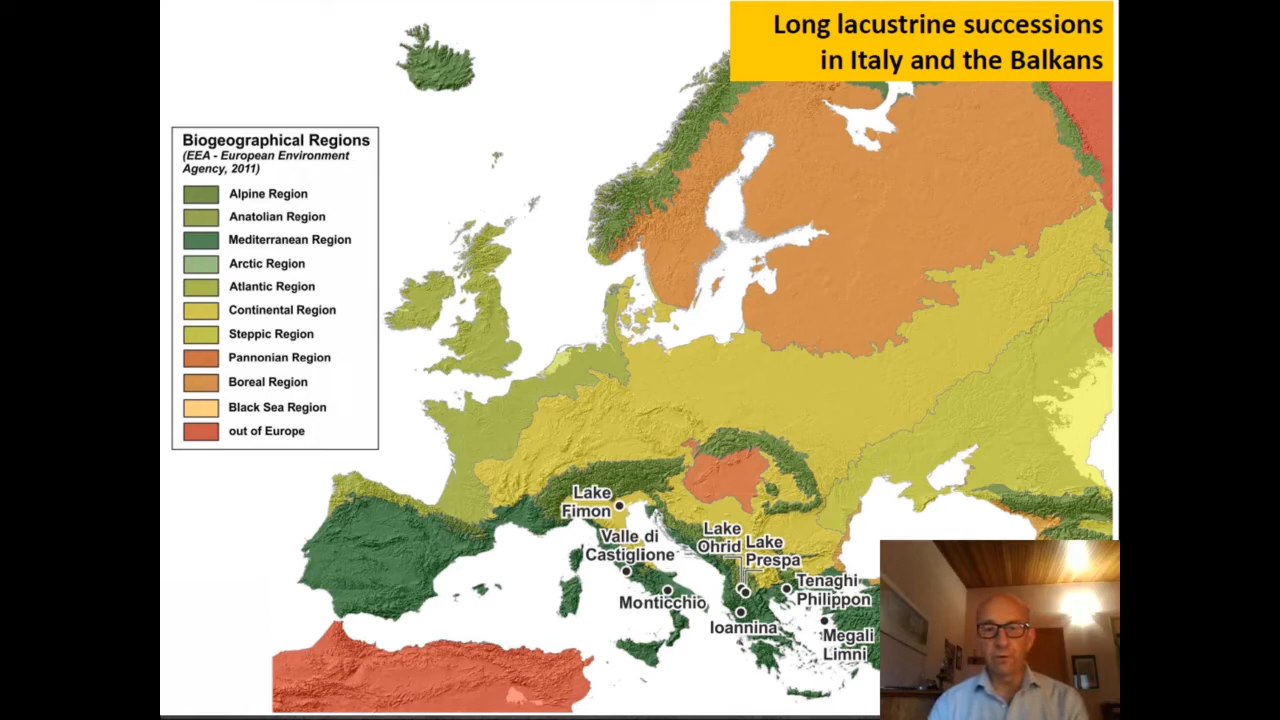 Long lacustrine successions
in Italy and the Balkans
Biogeographical Regions
(EEA - European Environment
Agency, 2011)
Alpine Region
Anatolian Region
Mediterranean Region
Arctic Region
Atlantic Region
Continental Region
Steppic Region
Pannonian Region
Boreal Region
Black Sea Region
out of Europe
Lake
Fimon
Valle di
Castiglione
Monticchio
Lake
Ohrid
Lake
Prespa
Ioannina
Tenaghi
Philippon
Megali
Limni